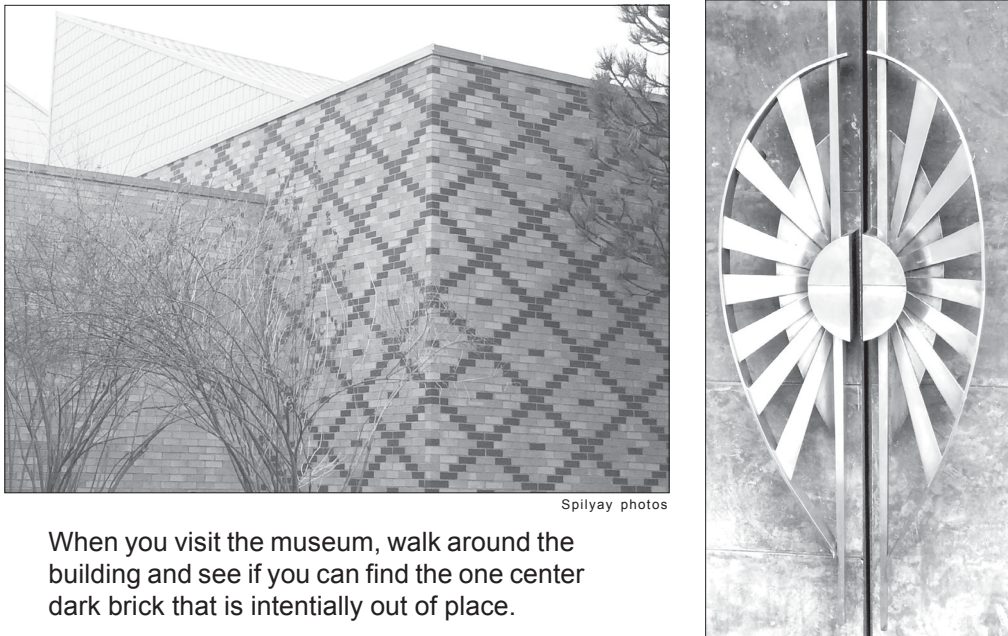 Spilyay photos
When you visit the museum, walk around the
building and see if you can find the one center
dark brick that is intentially out of place.